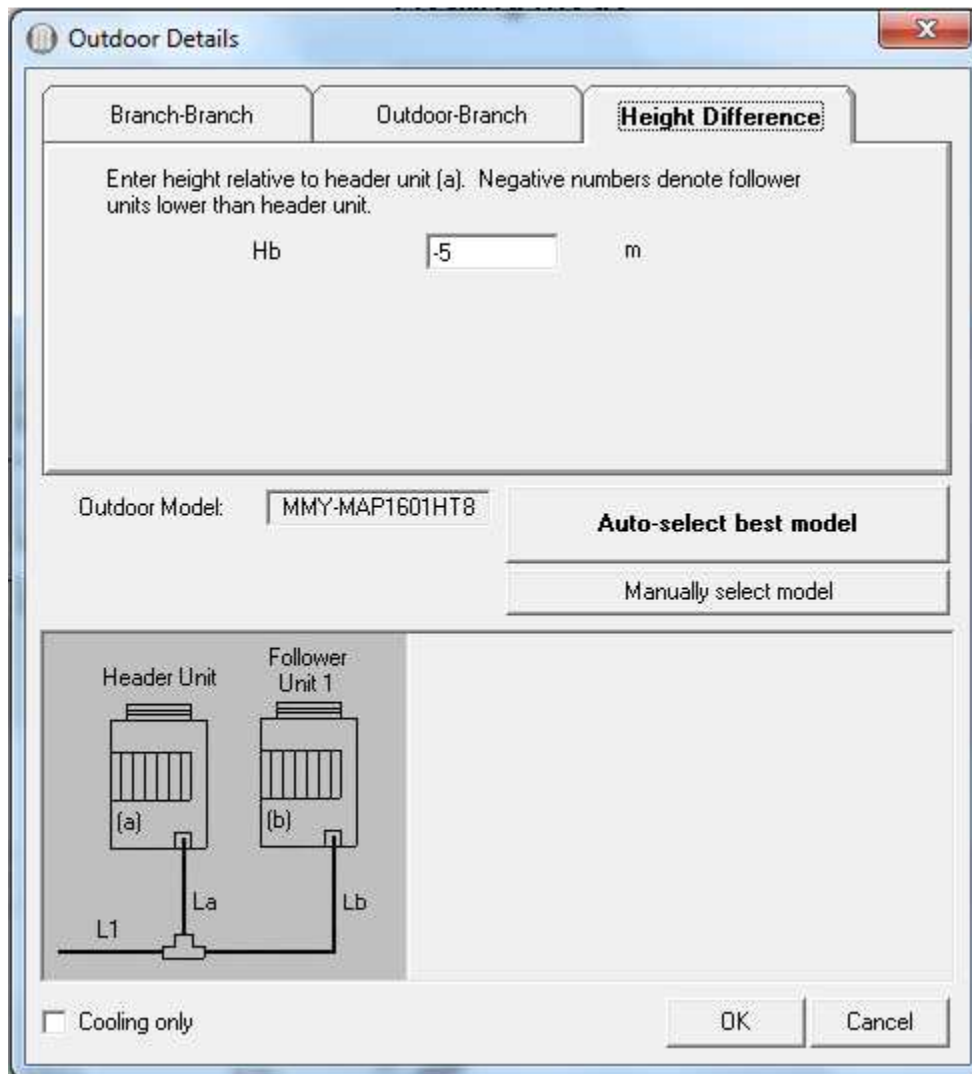 Outdoor Details
Branch-Branch
Outdoor-Branch
Height Difference
Enter height relative to header unit (a). Negative numbers denote follower
units lower than header unit.
Hb
-5
m
Outdoor Model:
MMY-MAP1601HT8
Auto-select best model
Manually select model
Header Unit
Follower
Unit 1
(a)
(b)
La
Lb
L1
Cooling only
OK
Cancel